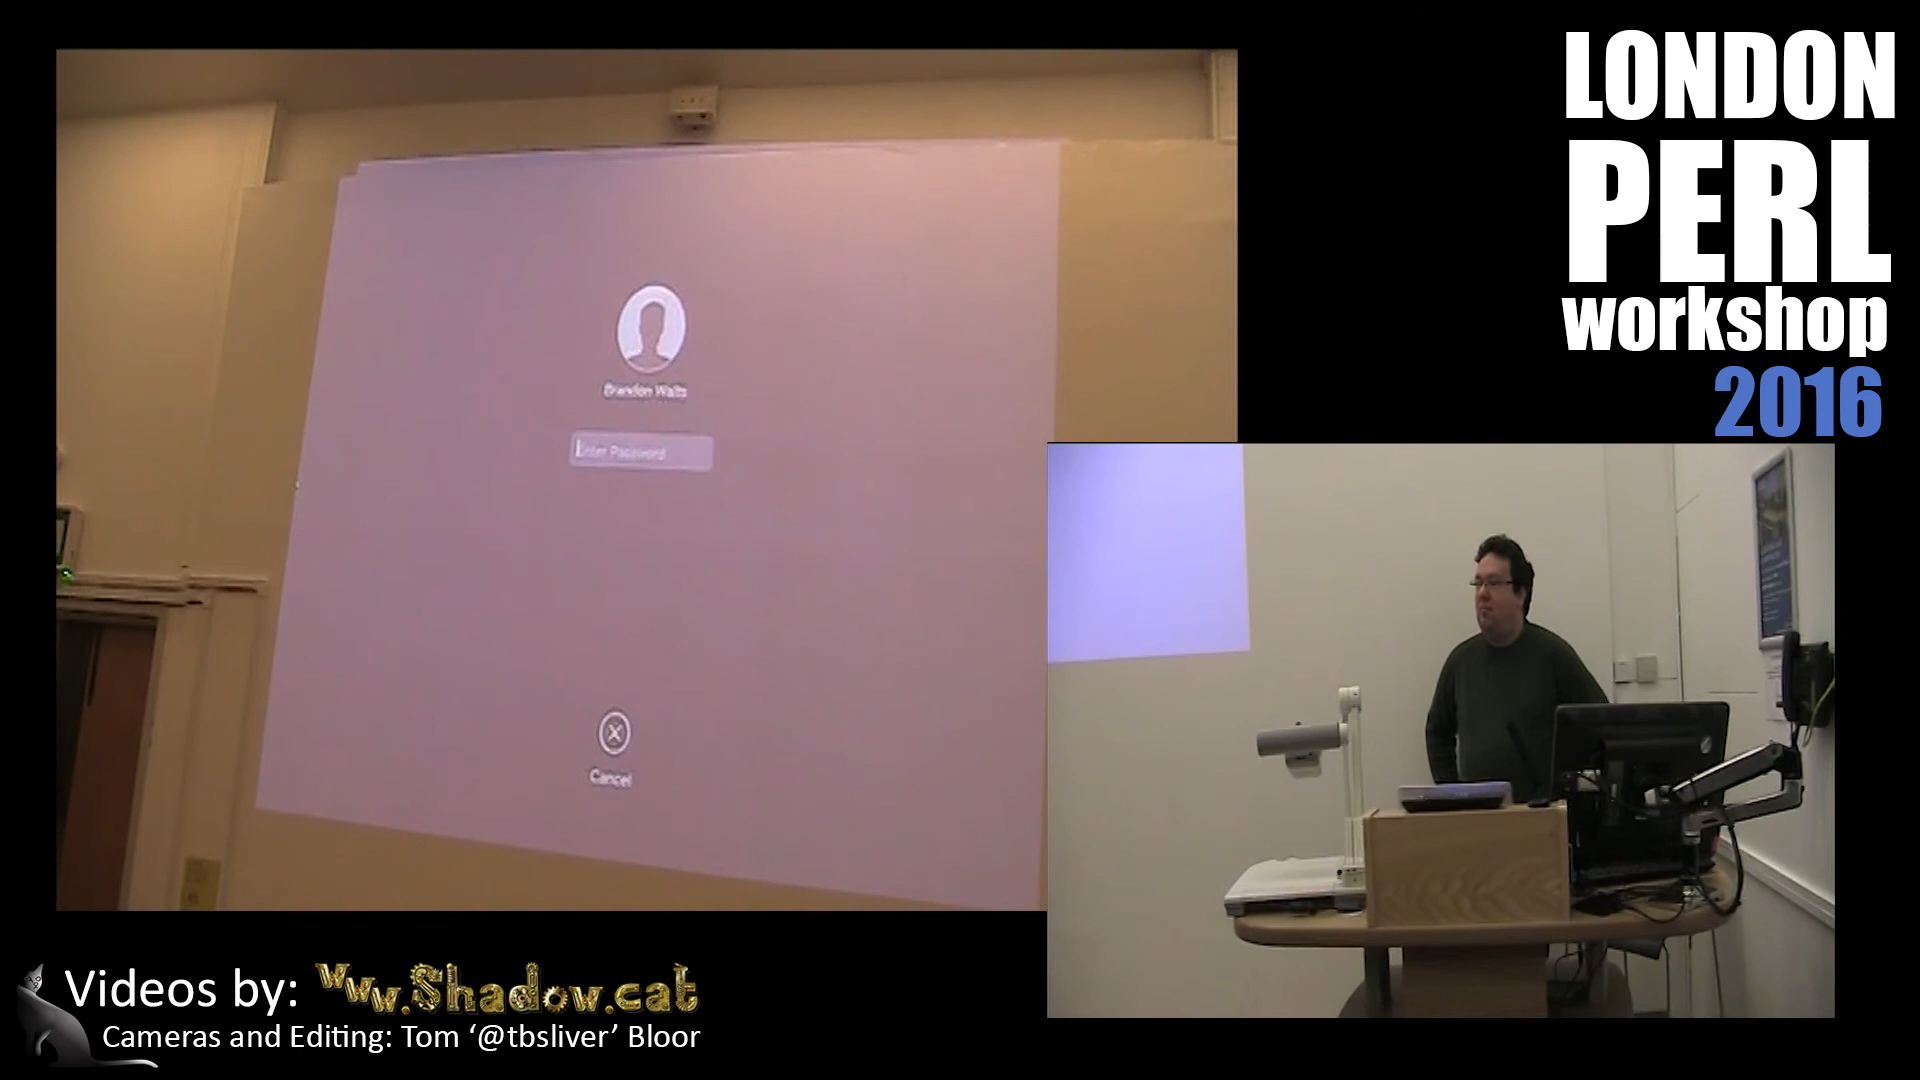 LONDON
PERL
workshop
2016
Brandon Watts
Enter Password
Cancel
Videos by: www.Shadow.cat
Cameras and Editing: Tom ‘@tbsliver’ Bloor